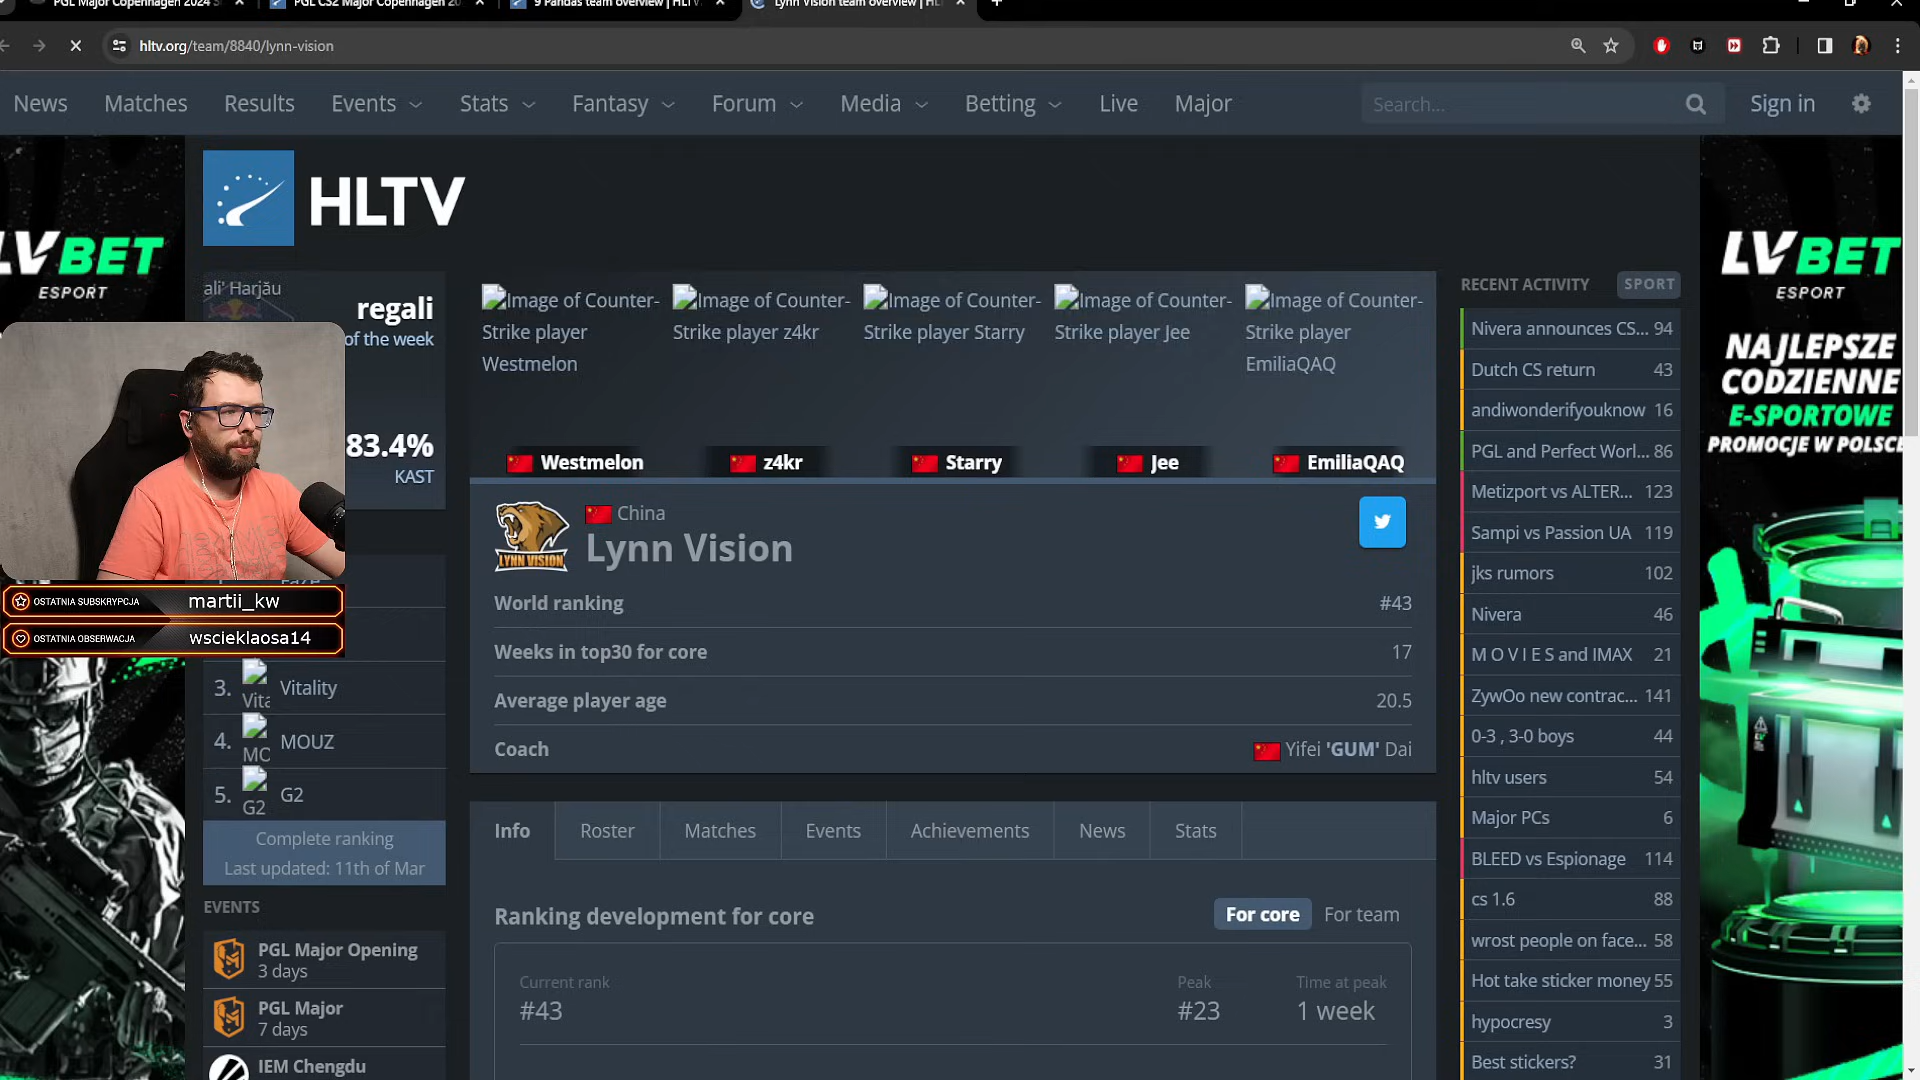 PGL Major Copenhagen 2024
PGL CS2 Major Copenhagen 20
9 Pandas team overview | HLTV
Lynn Vision team overview | HL
hltv.org/team/8840/lynn-vision
News
Matches
Results
Events
Stats
Fantasy
Forum
Media
Betting
Live
Major
Search...
Sign in
HLTV
LVBET
ESPORT
ali' Harjău
regali
of the week
83.4%
KAST
OSTATNIA SUBSKRYPCJA martii_kw
OSTATNIA OBSERWACJA wscieklaosa14
3. Vita Vitality
4. MO MOUZ
5. G2 G2
Complete ranking
Last updated: 11th of Mar
EVENTS
PGL Major Opening
3 days
PGL Major
7 days
IEM Chengdu
Image of Counter-
Strike player
Westmelon
Image of Counter-
Strike player z4kr
Image of Counter-
Strike player Starry
Image of Counter-
Strike player Jee
Image of Counter-
Strike player
EmiliaQAQ
Westmelon
z4kr
Starry
Jee
EmiliaQAQ
LYNN VISION
China
Lynn Vision
World ranking #43
Weeks in top30 for core 17
Average player age 20.5
Coach Yifei 'GUM' Dai
Info
Roster
Matches
Events
Achievements
News
Stats
Ranking development for core
For core
For team
Current rank
#43
Peak
#23
Time at peak
1 week
RECENT ACTIVITY
SPORT
Nivera announces CS... 94
Dutch CS return 43
andiwonderifyouknow 16
PGL and Perfect Worl... 86
Metizport vs ALTER... 123
Sampi vs Passion UA 119
jks rumors 102
Nivera 46
M O V I E S and IMAX 21
ZywOo new contrac... 141
0-3 , 3-0 boys 44
hltv users 54
Major PCs 6
BLEED vs Espionage 114
cs 1.6 88
wrost people on face... 58
Hot take sticker money 55
hypocresy 3
Best stickers? 31
LVBET
ESPORT
NAJLEPSZE
CODZIENNE
E-SPORTOWE
PROMOCJE W POLSCE